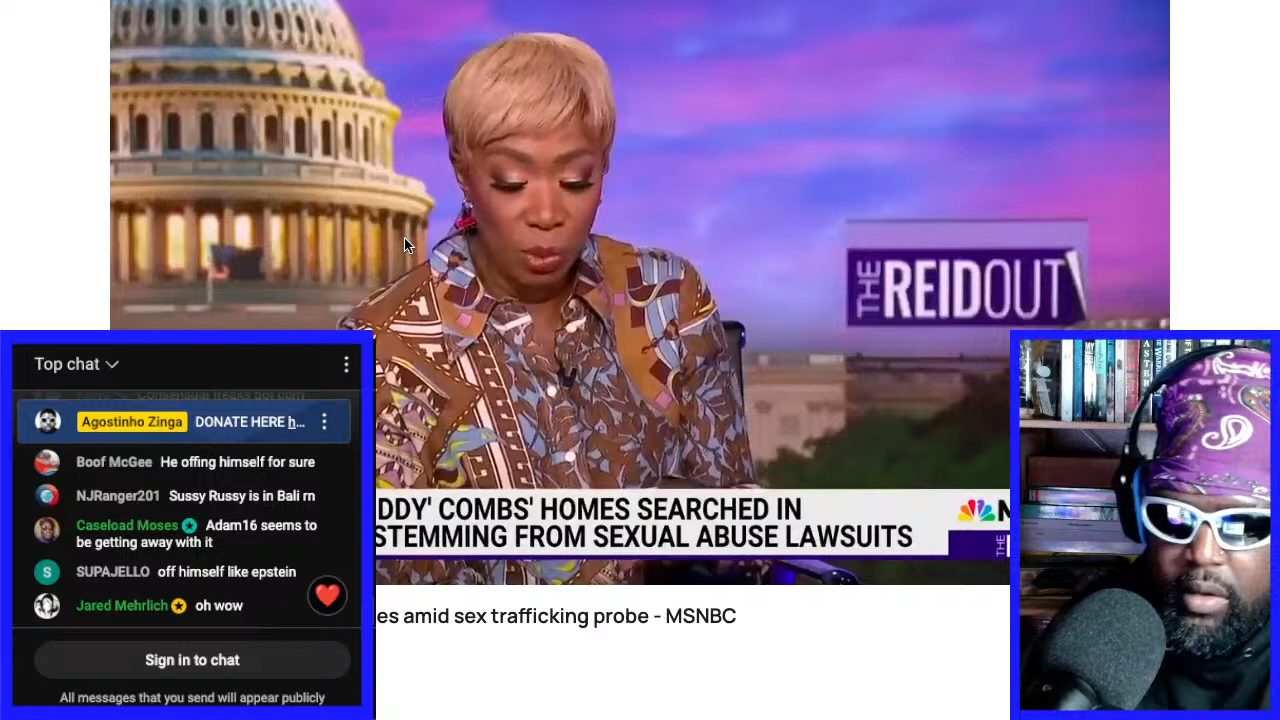 THE REIDOUT
DDY' COMBS' HOMES SEARCHED IN
STEMMING FROM SEXUAL ABUSE LAWSUITS
N
THE
es amid sex trafficking probe - MSNBC
Top chat
Agostinho Zinga DONATE HERE h...
Boof McGee He offing himself for sure
NJRanger201 Sussy Russy is in Bali rn
Caseload Moses Adam16 seems to
be getting away with it
S SUPAJELLO off himself like epstein
Jared Mehrlich oh wow
Sign in to chat
All messages that you send will appear publicly